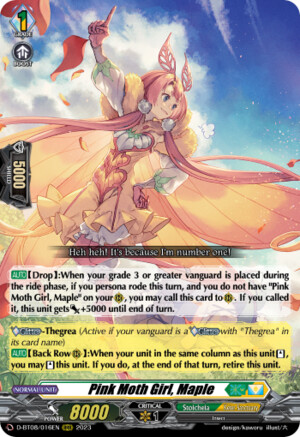 1
GRADE
BOOST
5000
SHIELD
Heh heh! It's because I'm number one!
AUTO【Drop】:When your grade 3 or greater vanguard is placed
during the ride phase, if you persona rode this turn, and you do not have "Pink
Moth Girl, Maple" on your, you may call this card to. If you called
it, this unit gets +5000 until end of turn.
Glitter-Thegrea (Active if your vanguard is a with "Thegrea" in
its card name)
AUTO【Back Row】:When your unit in the same column as this unit,
you may this unit. If you do, at the end of that turn, retire this unit.
NORMAL UNIT
Pink Moth Girl, Maple
POWER 8000 CRITICAL 1
Stoicheia
D-BT08/016EN RRR 2023
design/kaworu illust/